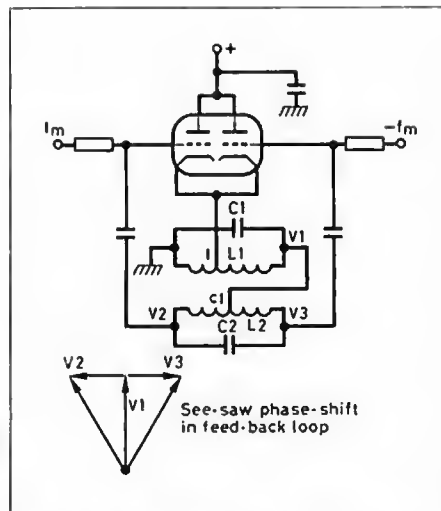 +
Im
-fm
C1
V1
l L1
c1
V2 L2 V3
C2
V2 V3
V1
See-saw phase-shift
in feed-back loop